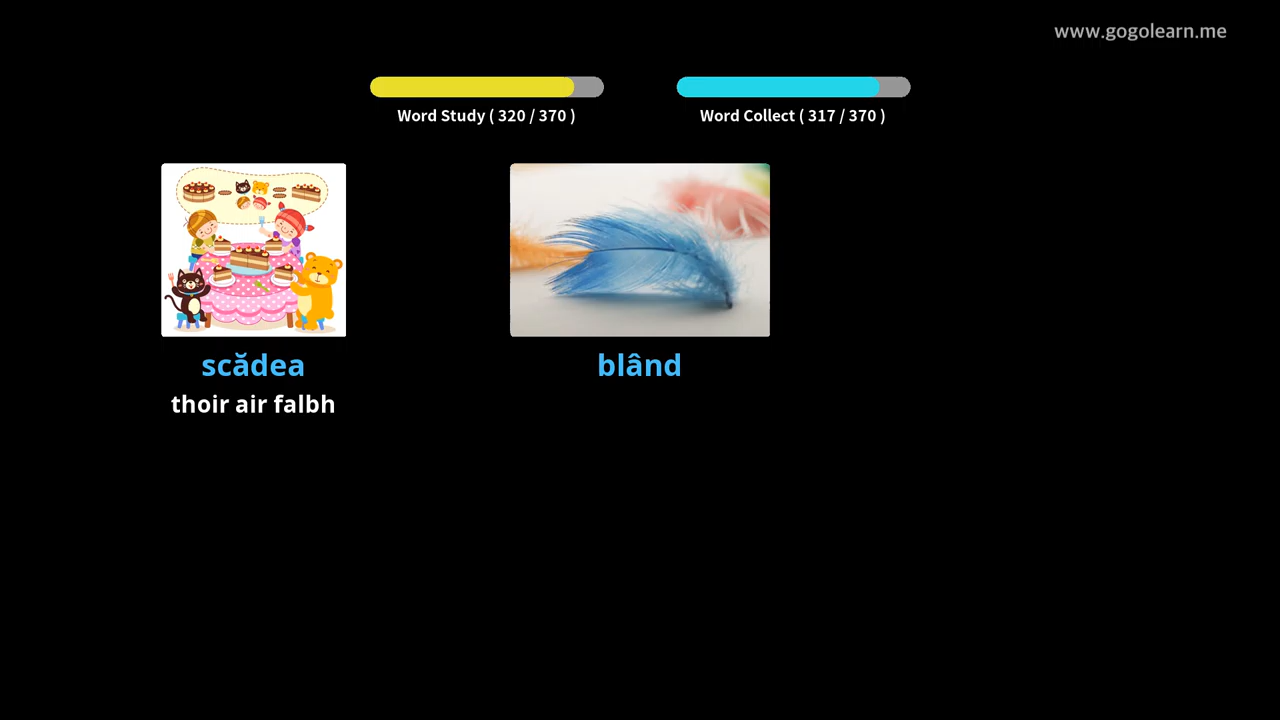 www.gogolearn.me
Word Study ( 320 / 370 )
Word Collect ( 317 / 370 )
scădea
thoir air falbh
blând